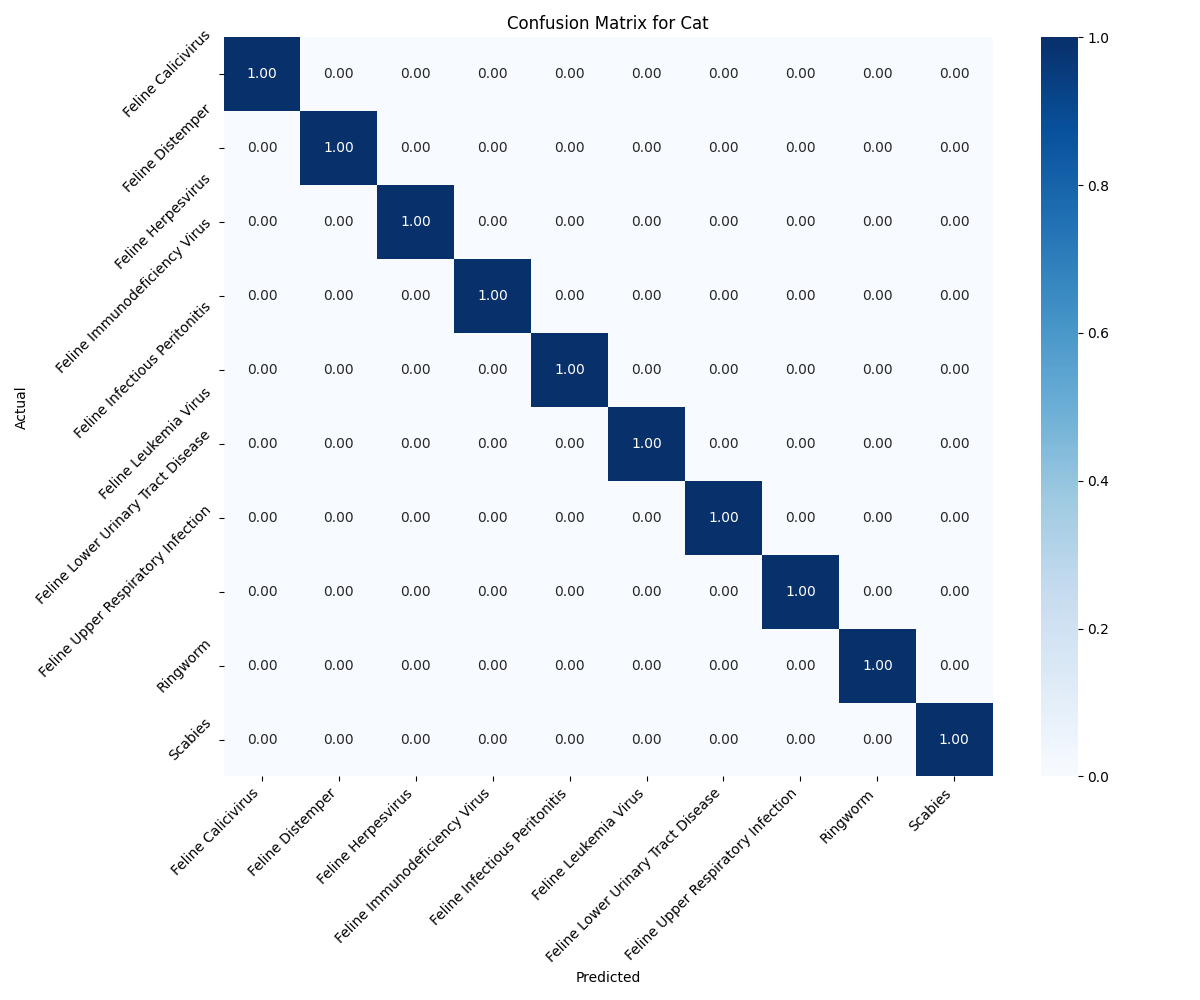 Confusion Matrix for Cat
Actual
Feline Calicivirus 1.00 0.00 0.00 0.00 0.00 0.00 0.00 0.00 0.00 0.00
Feline Distemper 0.00 1.00 0.00 0.00 0.00 0.00 0.00 0.00 0.00 0.00
Feline Herpesvirus 0.00 0.00 1.00 0.00 0.00 0.00 0.00 0.00 0.00 0.00
Feline Immunodeficiency Virus 0.00 0.00 0.00 1.00 0.00 0.00 0.00 0.00 0.00 0.00
Feline Infectious Peritonitis 0.00 0.00 0.00 0.00 1.00 0.00 0.00 0.00 0.00 0.00
Feline Leukemia Virus 0.00 0.00 0.00 0.00 0.00 1.00 0.00 0.00 0.00 0.00
Feline Lower Urinary Tract Disease 0.00 0.00 0.00 0.00 0.00 0.00 1.00 0.00 0.00 0.00
Feline Upper Respiratory Infection 0.00 0.00 0.00 0.00 0.00 0.00 0.00 1.00 0.00 0.00
Ringworm 0.00 0.00 0.00 0.00 0.00 0.00 0.00 0.00 1.00 0.00
Scabies 0.00 0.00 0.00 0.00 0.00 0.00 0.00 0.00 0.00 1.00
Feline Calicivirus
Feline Distemper
Feline Herpesvirus
Feline Immunodeficiency Virus
Feline Infectious Peritonitis
Feline Leukemia Virus
Feline Lower Urinary Tract Disease
Feline Upper Respiratory Infection
Ringworm
Scabies
Predicted
1.0
0.8
0.6
0.4
0.2
0.0